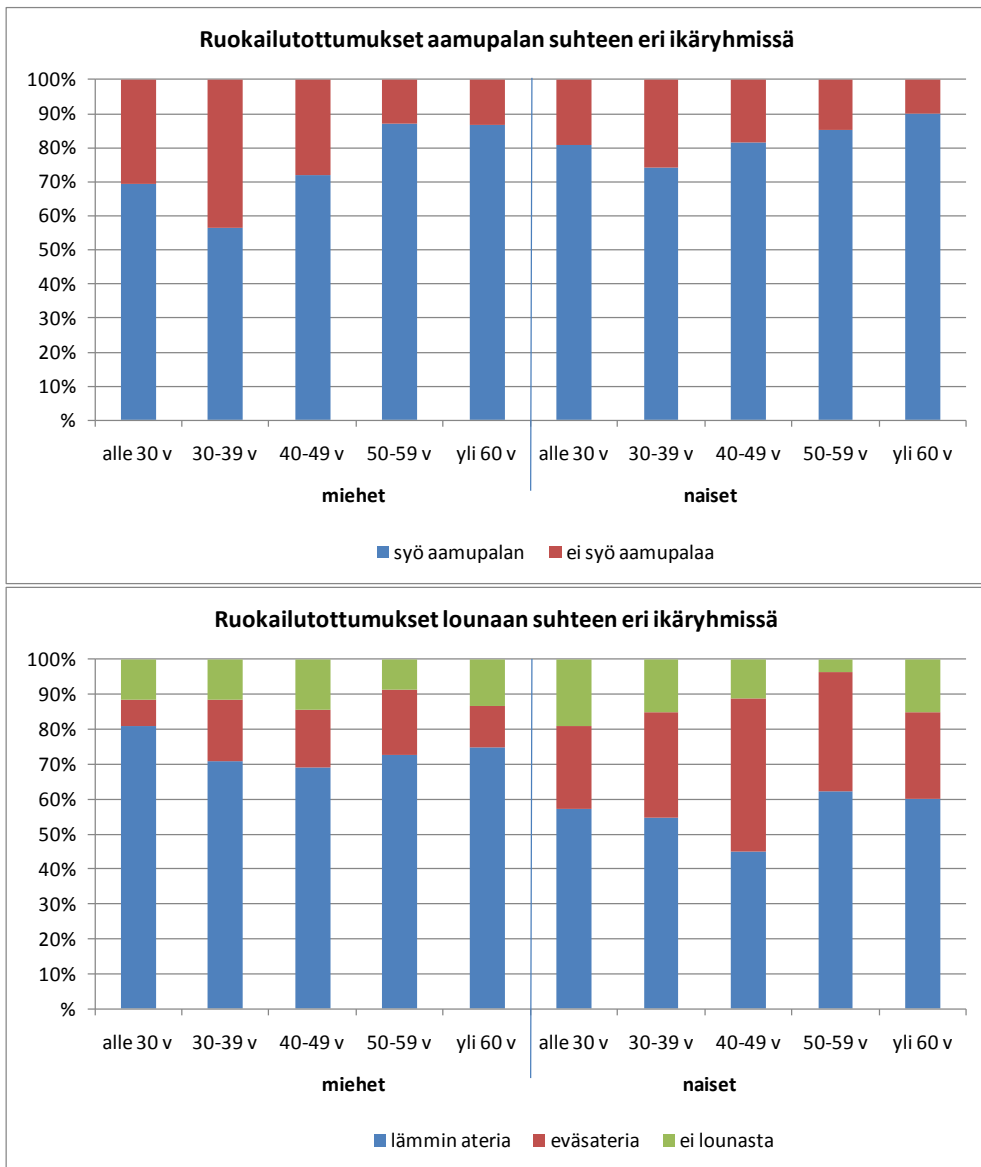 Ruokailutottumukset aamupalan suhteen eri ikäryhmissä
100%
90%
80%
70%
60%
50%
40%
30%
20%
10%
%
alle 30 v 30-39 v 40-49 v 50-59 v yli 60 v alle 30 v 30-39 v 40-49 v 50-59 v yli 60 v
miehet naiset
syö aamupalan ei syö aamupalaa
Ruokailutottumukset lounaan suhteen eri ikäryhmissä
100%
90%
80%
70%
60%
50%
40%
30%
20%
10%
%
alle 30 v 30-39 v 40-49 v 50-59 v yli 60 v alle 30 v 30-39 v 40-49 v 50-59 v yli 60 v
miehet naiset
lämmin ateria eväsateria ei lounasta